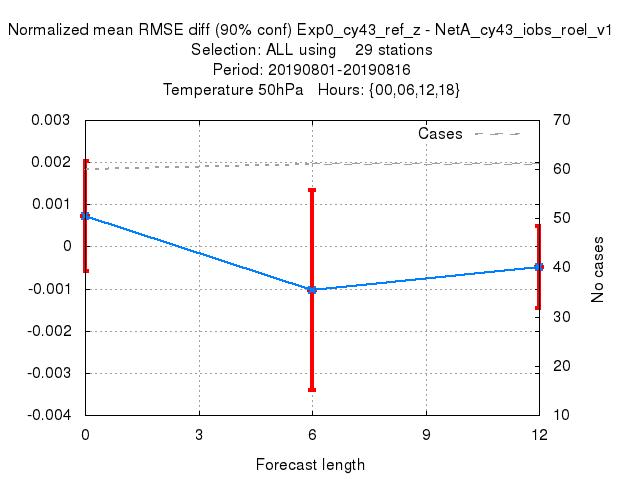 Normalized mean RMSE diff (90% conf) Exp0_cy43_ref_z - NetA_cy43_iobs_roel_v1
Selection: ALL using    29 stations
Period: 20190801-20190816
Temperature 50hPa   Hours: {00,06,12,18}
Cases
0.003
0.002
0.001
0
-0.001
-0.002
-0.003
-0.004
70
60
50
40
30
20
10
No cases
0
3
6
9
12
Forecast length